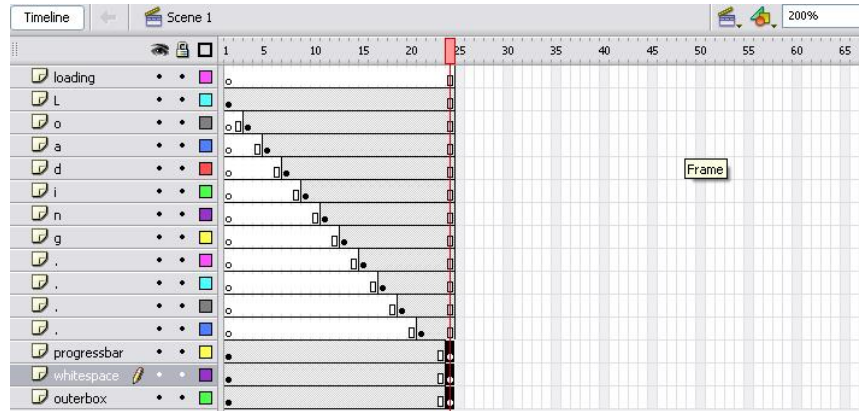 Timeline Scene 1 200%
1 5 10 15 20 25 30 35 40 45 50 55 60 65
loading
L
o
a
d Frame
i
n
g
.
.
.
.
progressbar
whitespace
outerbox